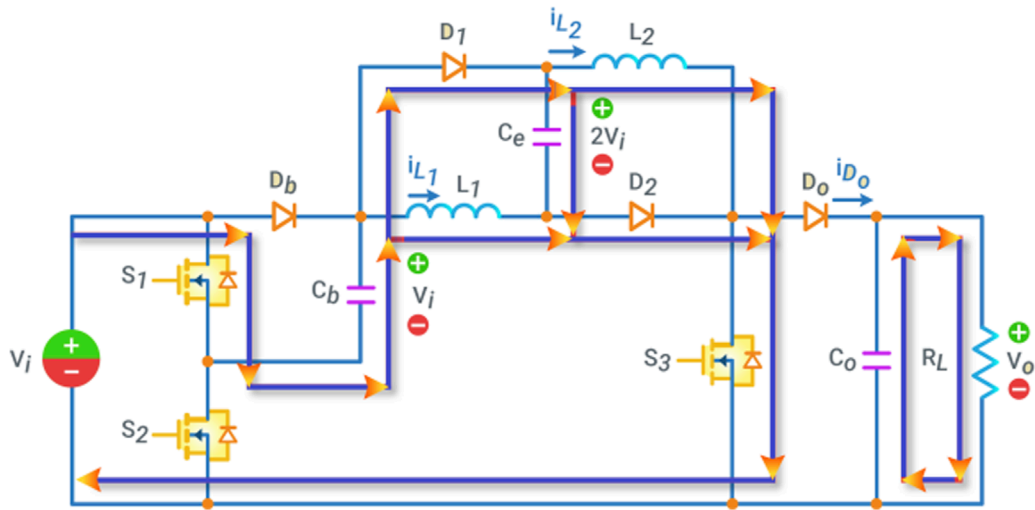 D1
iL2
L2
Ce
+
2Vi
−
iL1
L1
Db
D2
Do
iDo
S1
Cb
+
Vi
−
Vi
+
−
S3
Co
RL
+
Vo
−
S2